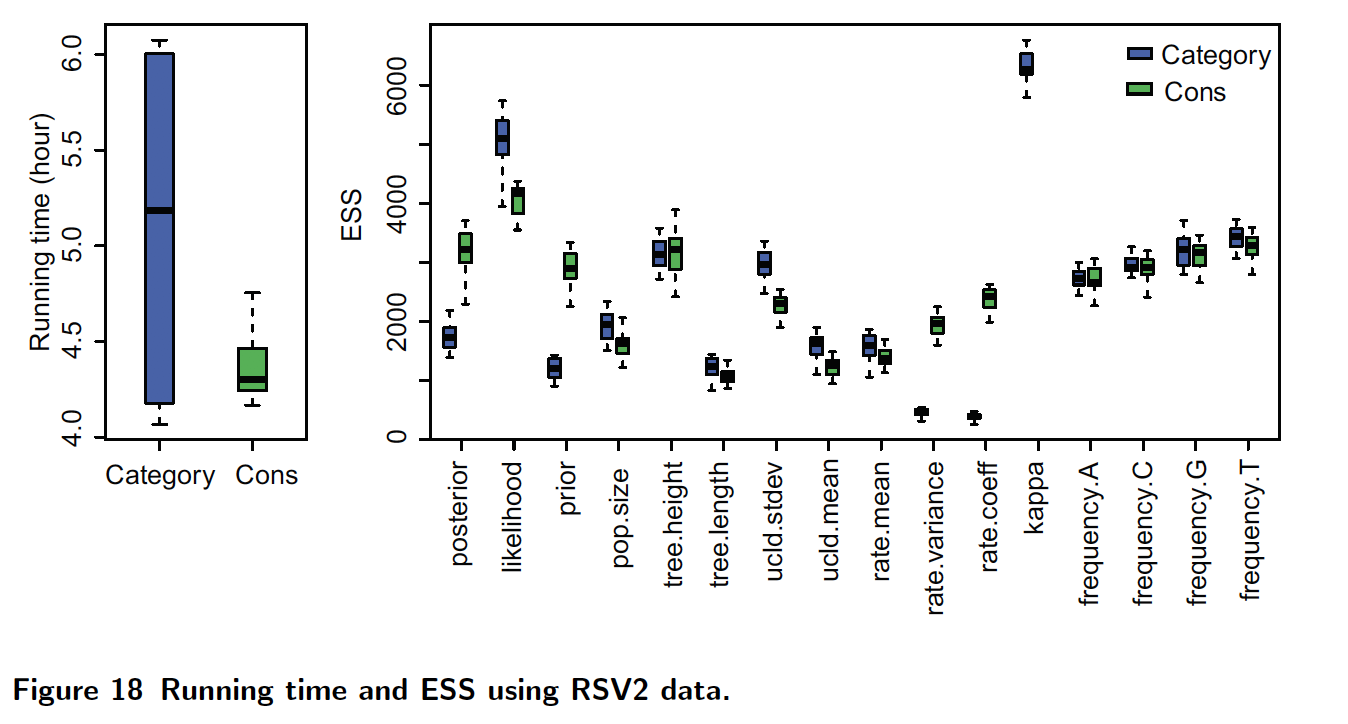 Running time (hour)
6.0
5.5
5.0
4.5
4.0
Category Cons
ESS
6000
4000
2000
0
Category
Cons
posterior
likelihood
prior
pop.size
tree.height
tree.length
ucld.stdev
ucld.mean
rate.mean
rate.variance
rate.coeff
kappa
frequency.A
frequency.C
frequency.G
frequency.T
Figure 18 Running time and ESS using RSV2 data.